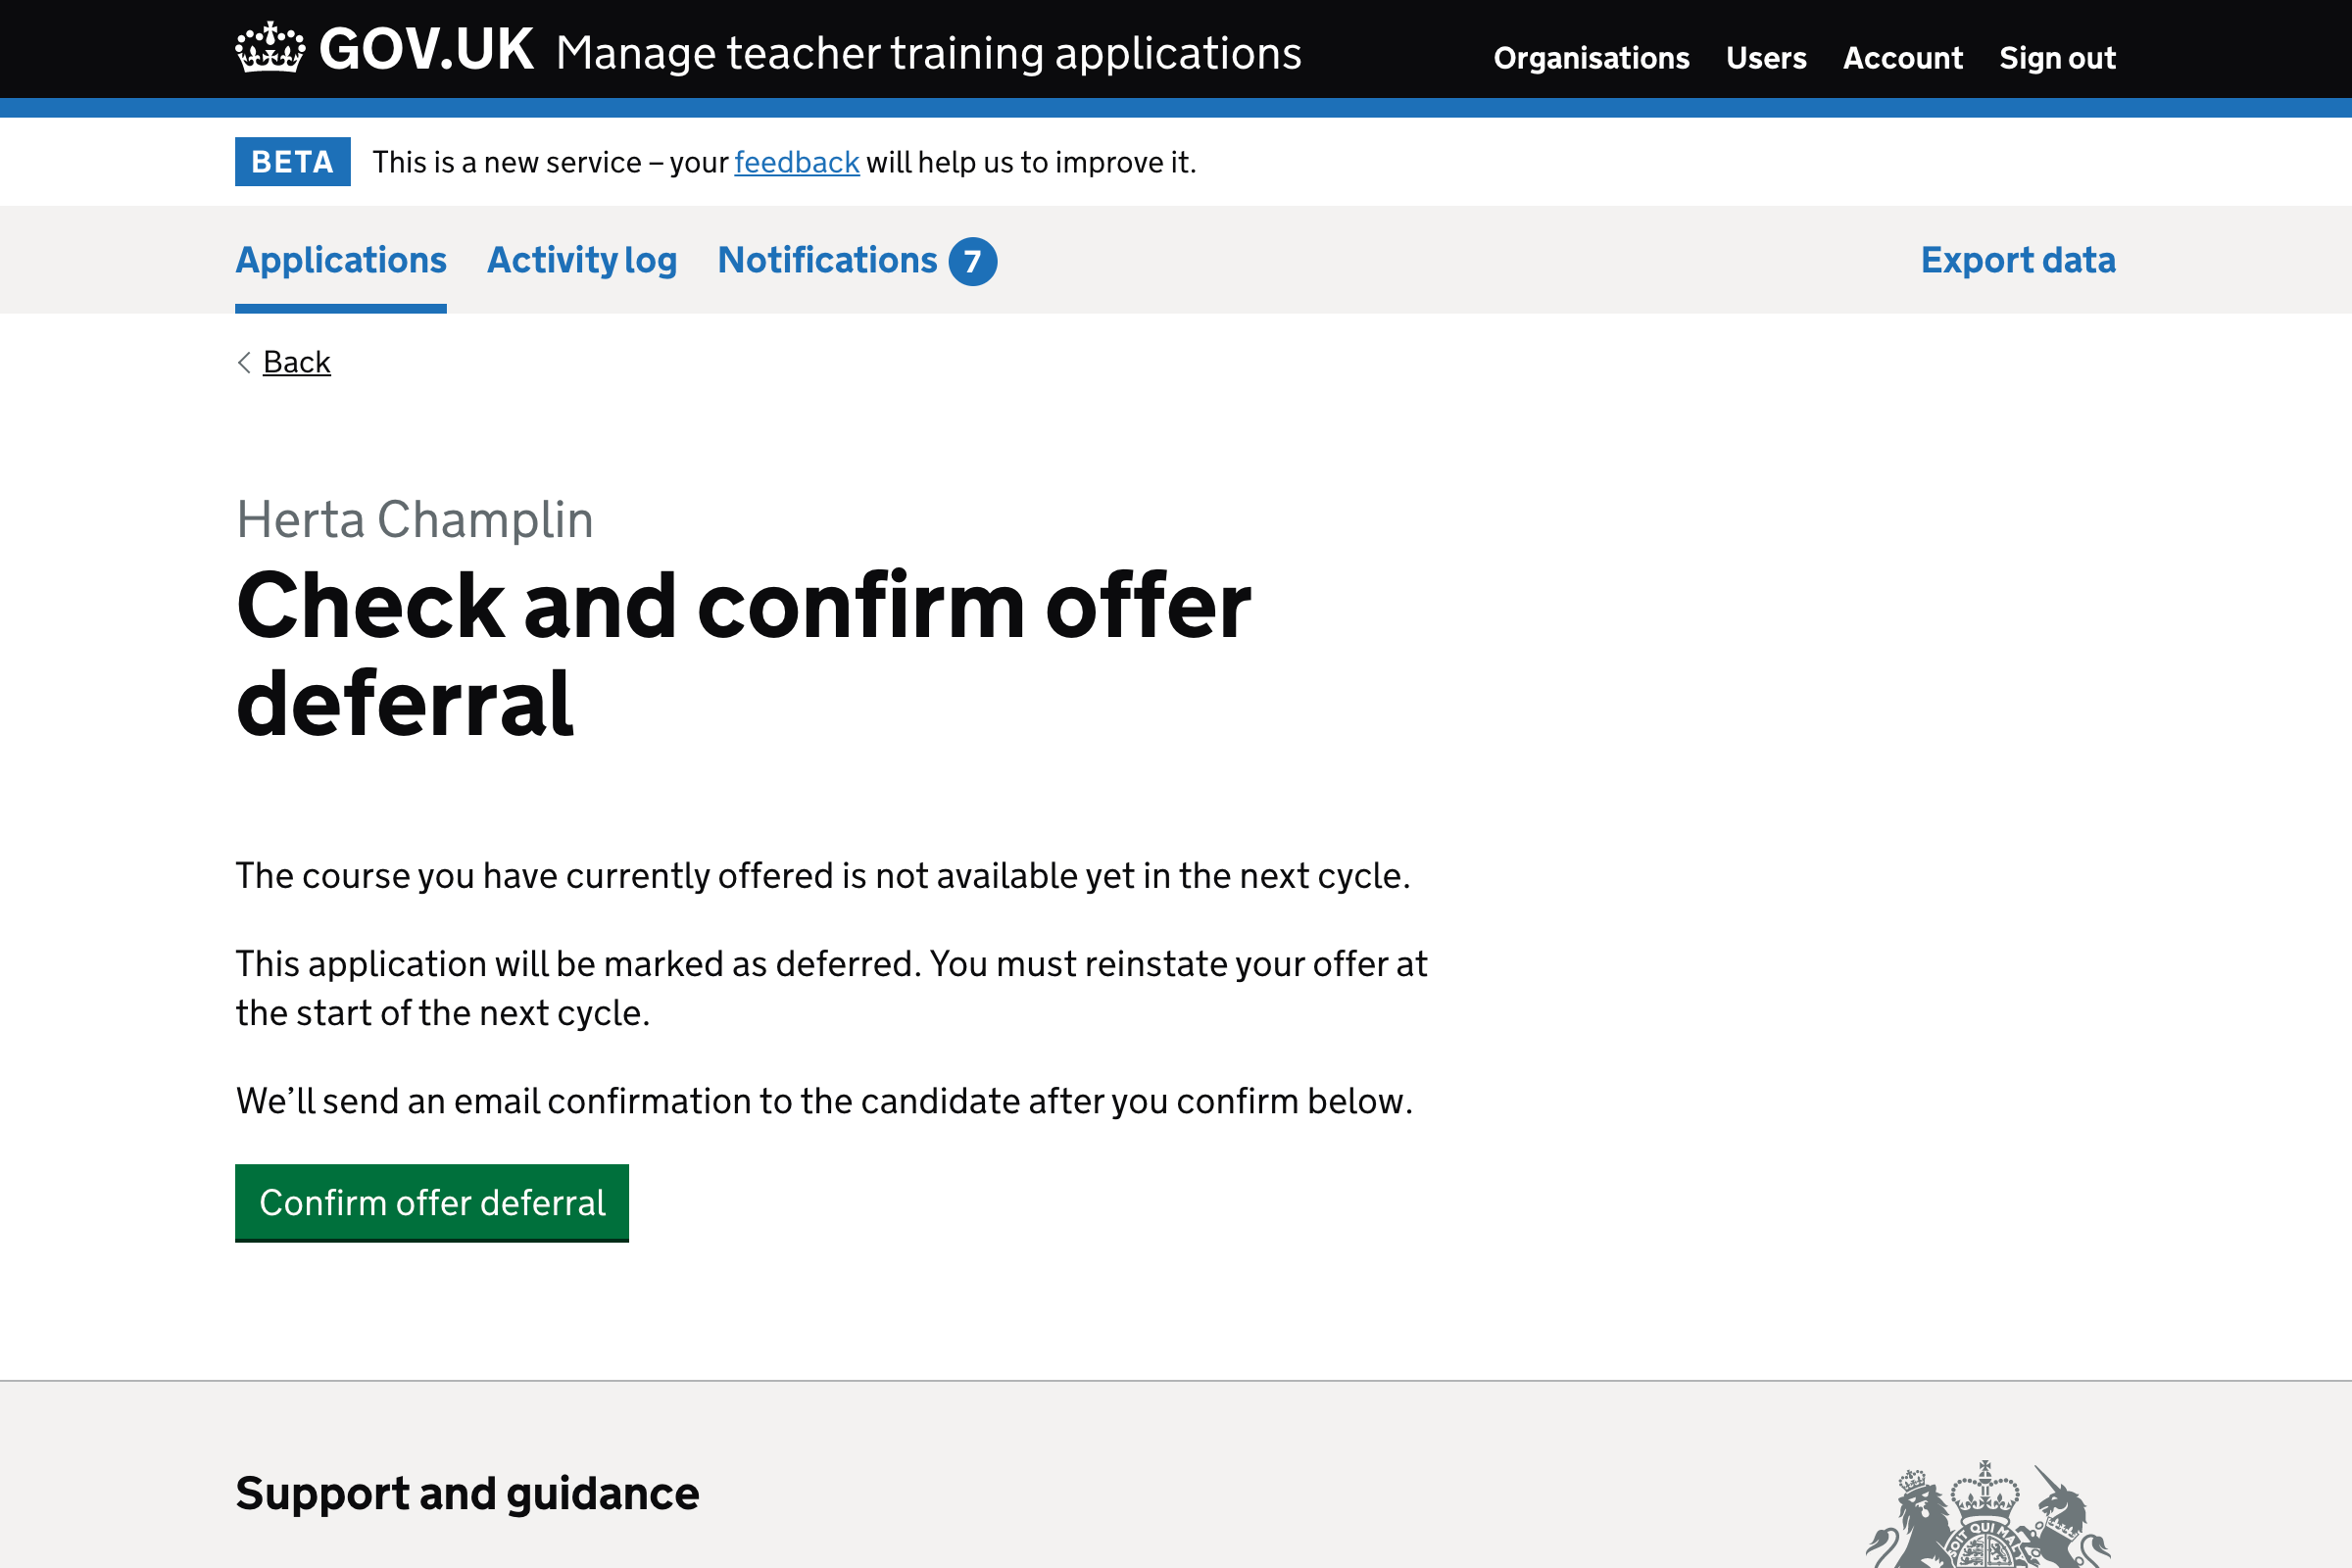 GOV.UK Manage teacher training applications
Organisations Users Account Sign out
BETA This is a new service – your feedback will help us to improve it.
Applications Activity log Notifications 7 Export data
Back
Herta Champlin
Check and confirm offer
deferral
The course you have currently offered is not available yet in the next cycle.
This application will be marked as deferred. You must reinstate your offer at
the start of the next cycle.
We’ll send an email confirmation to the candidate after you confirm below.
Confirm offer deferral
Support and guidance
SOIT QUI MAL